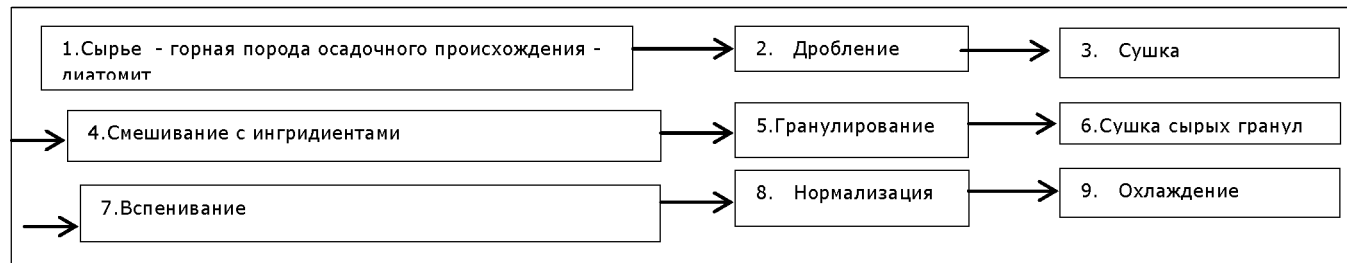 1.Сырье - горная порода осадочного происхождения -
диатомит
2. Дробление
3. Сушка
4.Смешивание с ингридиентами
5.Гранулирование
6.Сушка сырых гранул
7.Вспенивание
8. Нормализация
9. Охлаждение